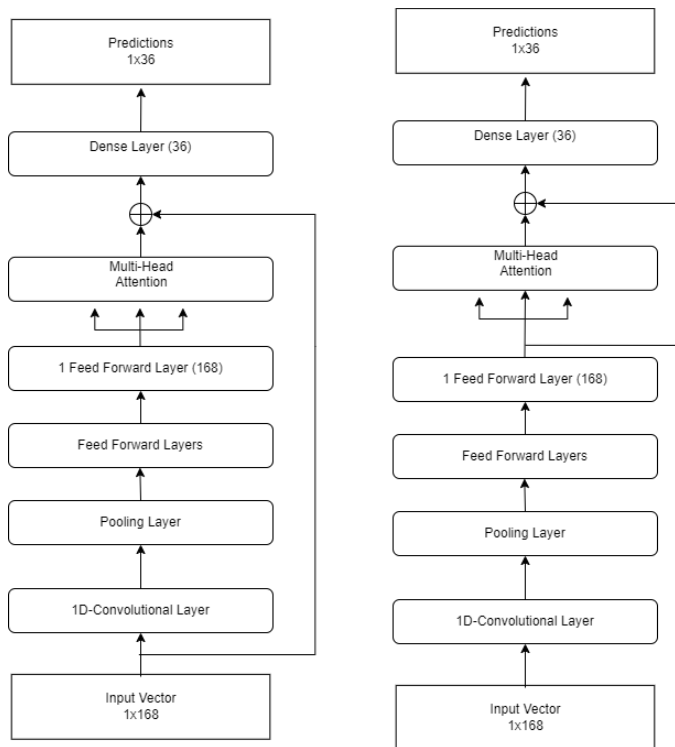 Predictions
1x36
Dense Layer (36)
Multi-Head
Attention
1 Feed Forward Layer (168)
Feed Forward Layers
Pooling Layer
1D-Convolutional Layer
Input Vector
1x168
Predictions
1x36
Dense Layer (36)
Multi-Head
Attention
1 Feed Forward Layer (168)
Feed Forward Layers
Pooling Layer
1D-Convolutional Layer
Input Vector
1x168